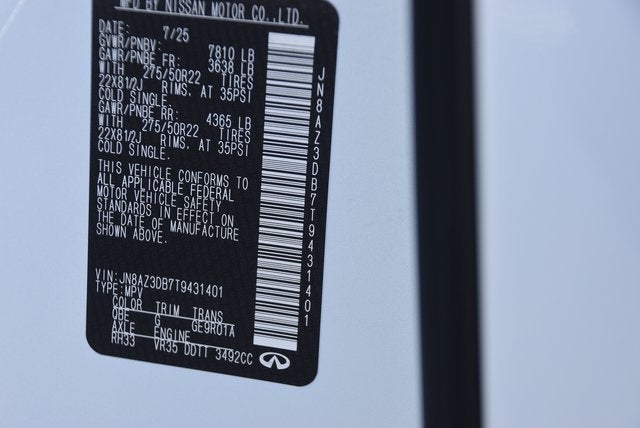 MFD BY NISSAN MOTOR CO.,LTD.
DATE: 7/25
GVWR/PNBV: 7810 LB
GAWR/PNBE FR: 3638 LB
WITH 275/50R22 TIRES
22X81/2J RIMS. AT 35PSI
COLD SINGLE.
GAWR/PNBE RR: 4365 LB
WITH 275/50R22 TIRES
22X81/2J RIMS. AT 35PSI
COLD SINGLE.
THIS VEHICLE CONFORMS TO
ALL APPLICABLE FEDERAL
MOTOR VEHICLE SAFETY
STANDARDS IN EFFECT ON
THE DATE OF MANUFACTURE
SHOWN ABOVE.
VIN:JN8AZ3DB7T9431401
TYPE:MPV
COLOR TRIM TRANS
QBE G GE9R01A
AXLE ENGINE
RH33 VR35 DDTT 3492CC
JN8AZ3DB7T9431401